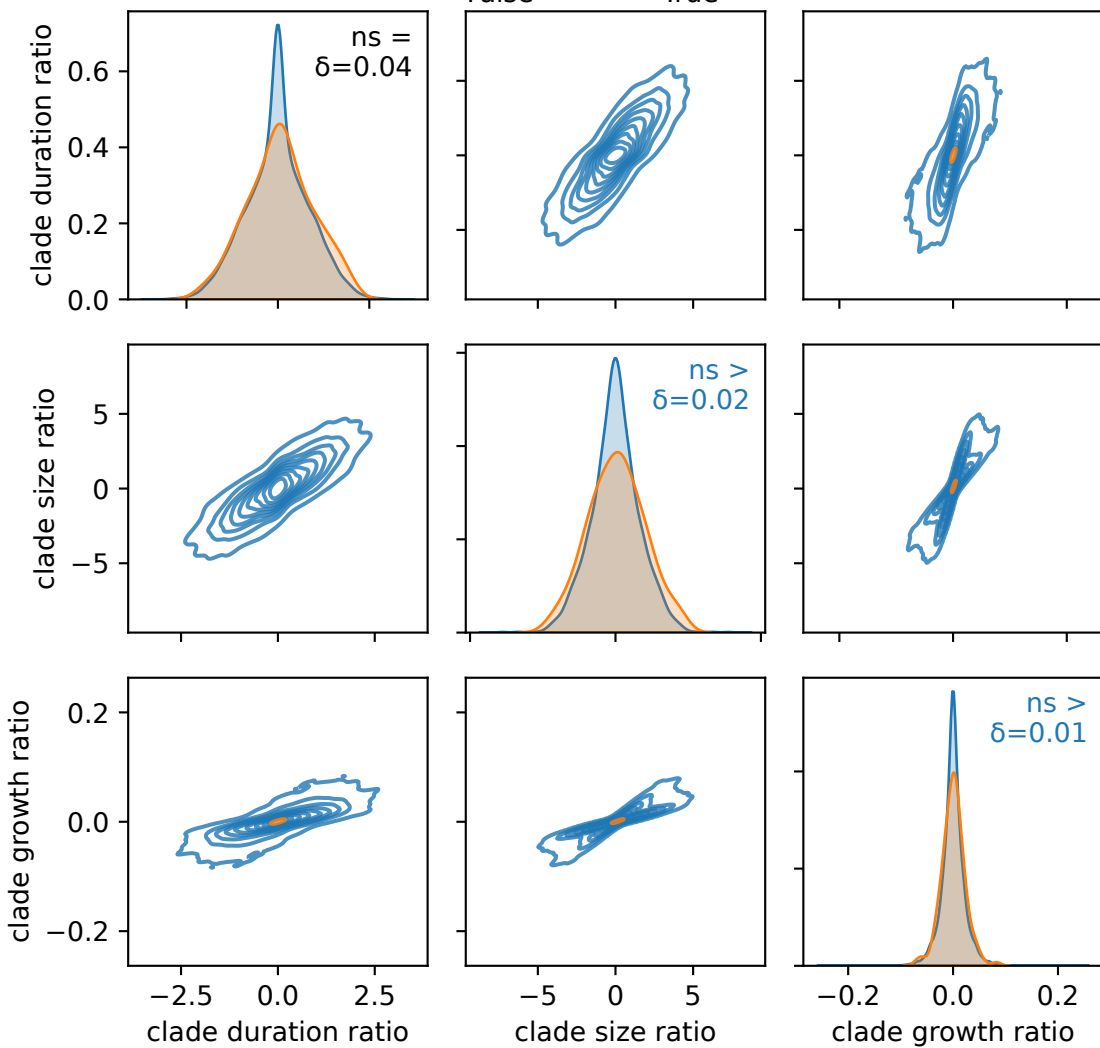 clade duration ratio
0.6
0.4
0.2
0.0
ns =
δ=0.04
clade size ratio
5
0
−5
ns >
δ=0.02
clade growth ratio
0.2
0.0
−0.2
ns >
δ=0.01
−2.5 0.0 2.5
−5 0 5
−0.2 0.0 0.2
clade duration ratio
clade size ratio
clade growth ratio